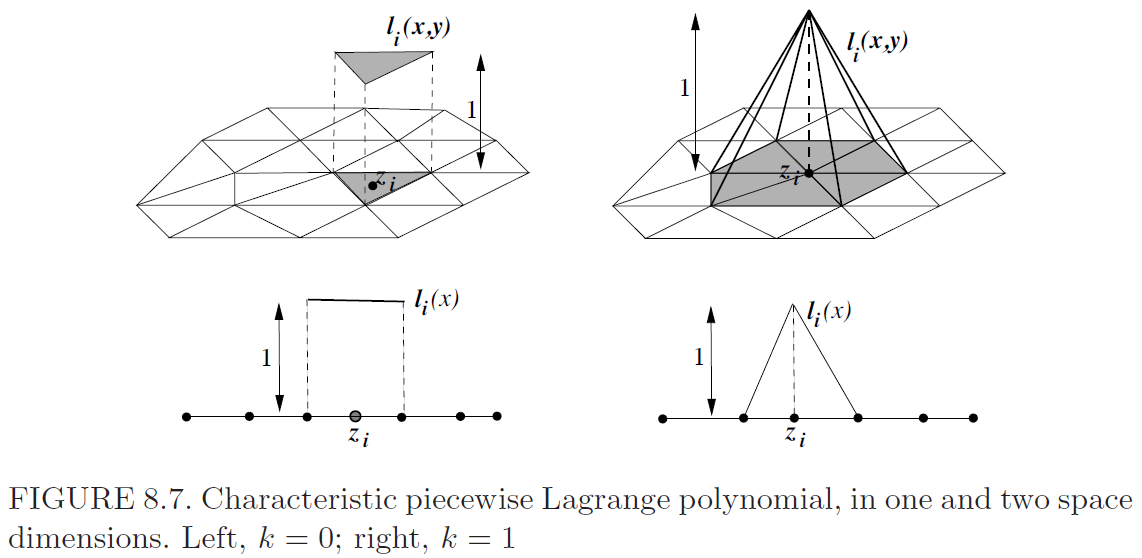 l_i(x,y)
1
z_i
l_i(x,y)
1
z_i
l_i(x)
1
z_i
l_i(x)
1
z_i
FIGURE 8.7. Characteristic piecewise Lagrange polynomial, in one and two space
dimensions. Left, k = 0; right, k = 1